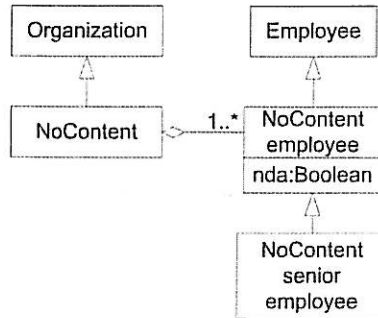 Organization
Employee
NoContent
1..*
NoContent
employee
nda:Boolean
NoContent
senior
employee